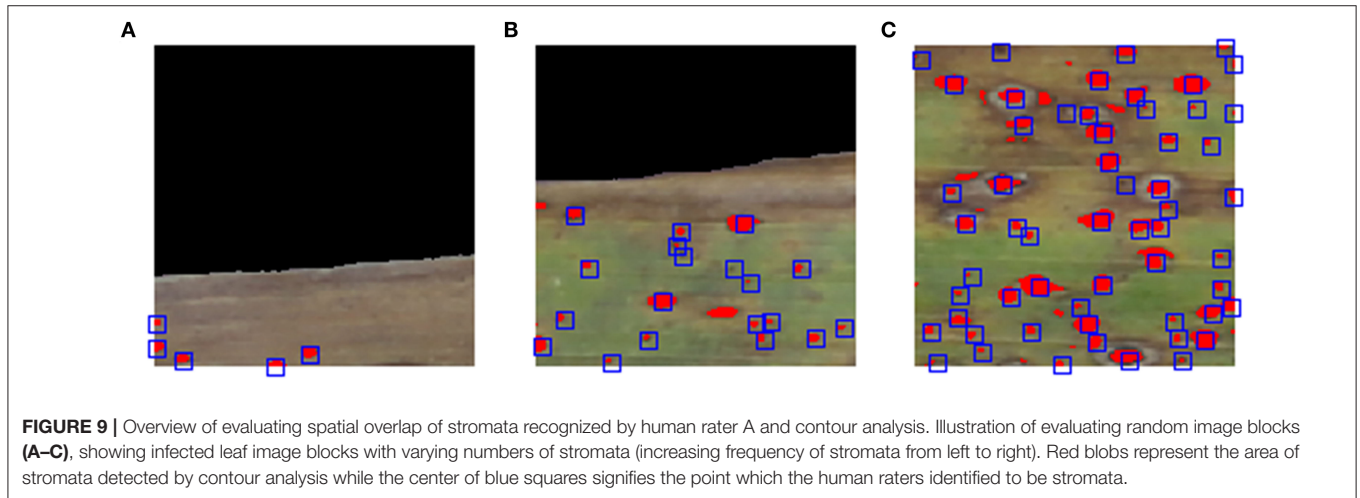 A B C
FIGURE 9 | Overview of evaluating spatial overlap of stromata recognized by human rater A and contour analysis. Illustration of evaluating random image blocks
(A–C), showing infected leaf image blocks with varying numbers of stromata (increasing frequency of stromata from left to right). Red blobs represent the area of
stromata detected by contour analysis while the center of blue squares signifies the point which the human raters identified to be stromata.